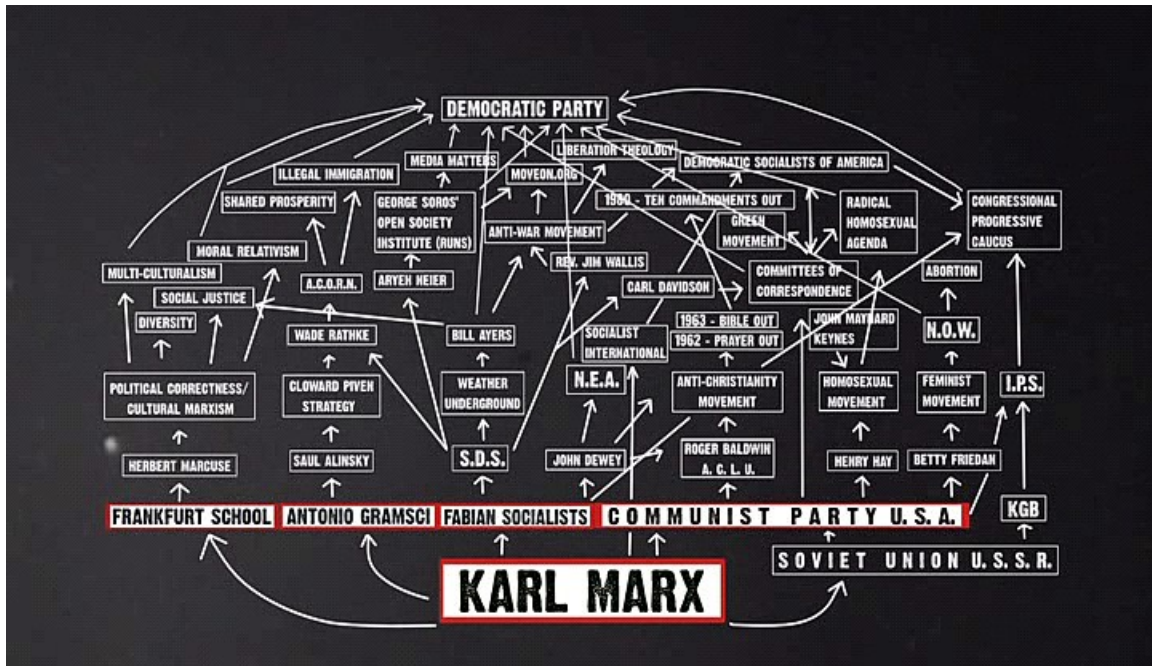 DEMOCRATIC PARTY
MEDIA MATTERS
LIBERATIOR THEOLOGY
DEMOCRATIC SOCIALISTS OF AMERICA
ILLEGAL IMMIGRATION
MOVEON.ORG
SHARED PROSPERITY
GEORGE SOROS'
OPEN SOCIETY
INSTITUTE (RUNS)
1980 - TEN COMMANDMENTS OUT
RADICAL
HOMOSEXUAL
AGENDA
CONGRESSIONAL
PROGRESSIVE
CAUCUS
GREEN
MOVEMENT
ANTI-WAR MOVEMENT
MORAL RELATIVISM
MULTI-CULTURALISM
REV. JIM WALLIS
COMMITTEES OF
CORRESPONDENCE
ABORTION
A.C.O.R.N.
ARYEH NEIER
CARL DAVIDSON
SOCIAL JUSTICE
DIVERSITY
WADE RATHKE
BILL AYERS
SOCIALIST
INTERNATIONAL
1963 - BIBLE OUT
1962 - PRAYER OUT
JOHN MAYNARD
KEYNES
N.O.W.
POLITICAL CORRECTNESS/
CULTURAL MARXISM
CLOWARD PIVEN
STRATEGY
WEATHER
UNDERGROUND
N.E.A.
ANTI-CHRISTIANITY
MOVEMENT
HOMOSEXUAL
MOVEMENT
FEMINIST
MOVEMENT
I.P.S.
HERBERT MARCUSE
SAUL ALINSKY
S.D.S.
JOHN DEWEY
ROGER BALDWIN
A. C. L. U.
HENRY HAY
BETTY FRIEDAN
FRANKFURT SCHOOL
ANTONIO GRAMSCI
FABIAN SOCIALISTS
COMMUNIST PARTY U.S.A.
KGB
SOVIET UNION U.S.S.R.
KARL MARX